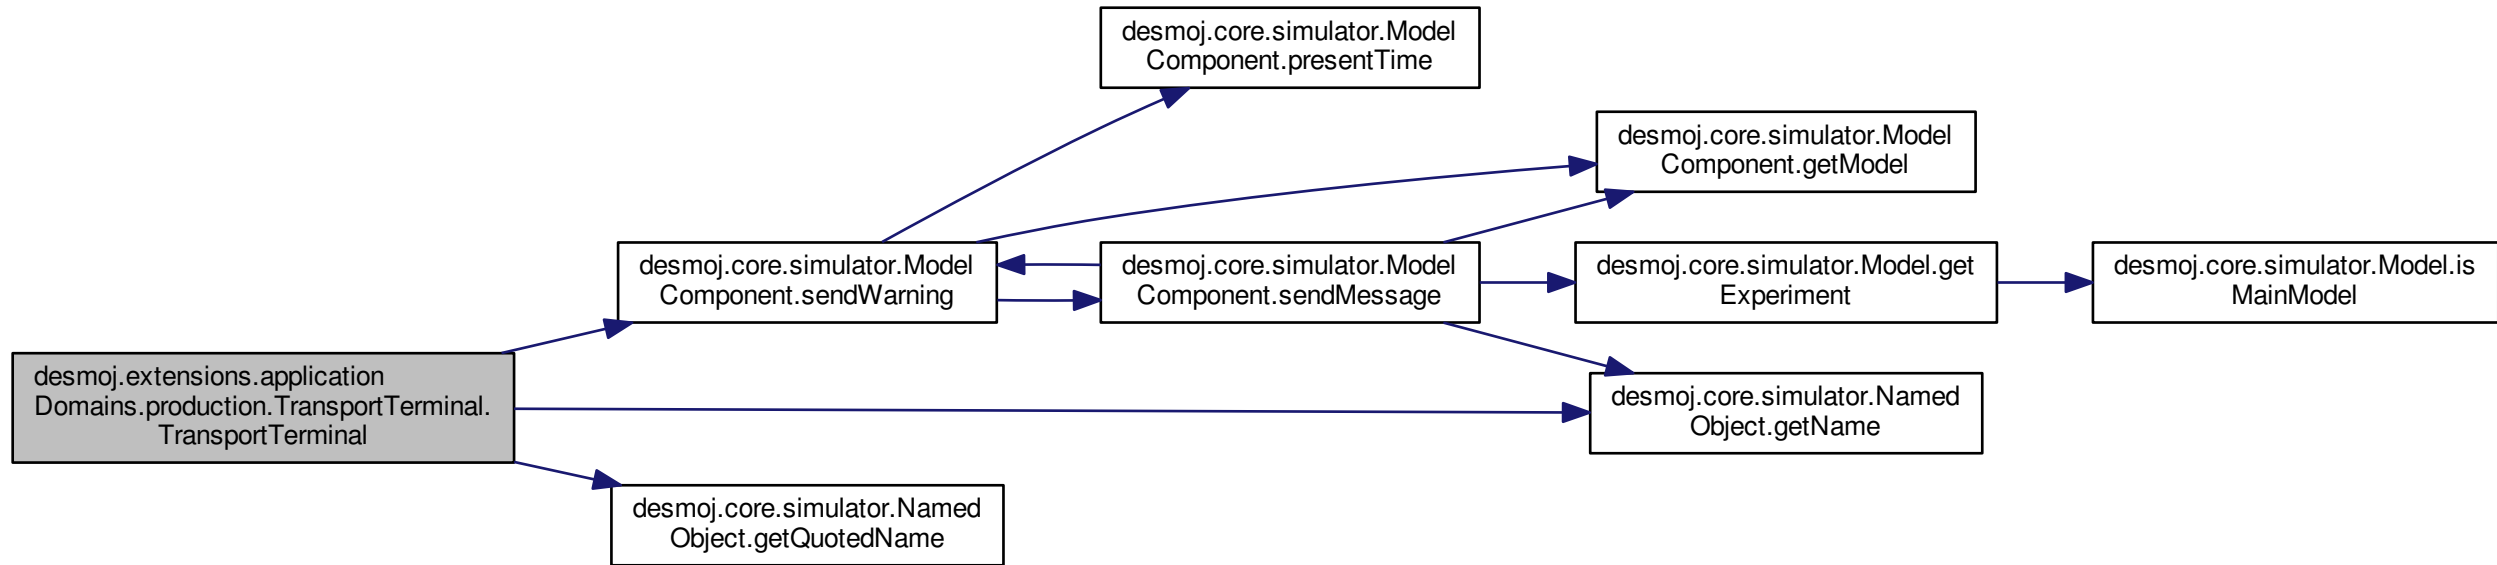 desmoj.core.simulator.Model
Component.presentTime
desmoj.core.simulator.Model
Component.getModel
desmoj.core.simulator.Model
Component.sendWarning
desmoj.core.simulator.Model
Component.sendMessage
desmoj.core.simulator.Model.get
Experiment
desmoj.core.simulator.Model.is
MainModel
desmoj.extensions.application
Domains.production.TransportTerminal.
TransportTerminal
desmoj.core.simulator.Named
Object.getName
desmoj.core.simulator.Named
Object.getQuotedName